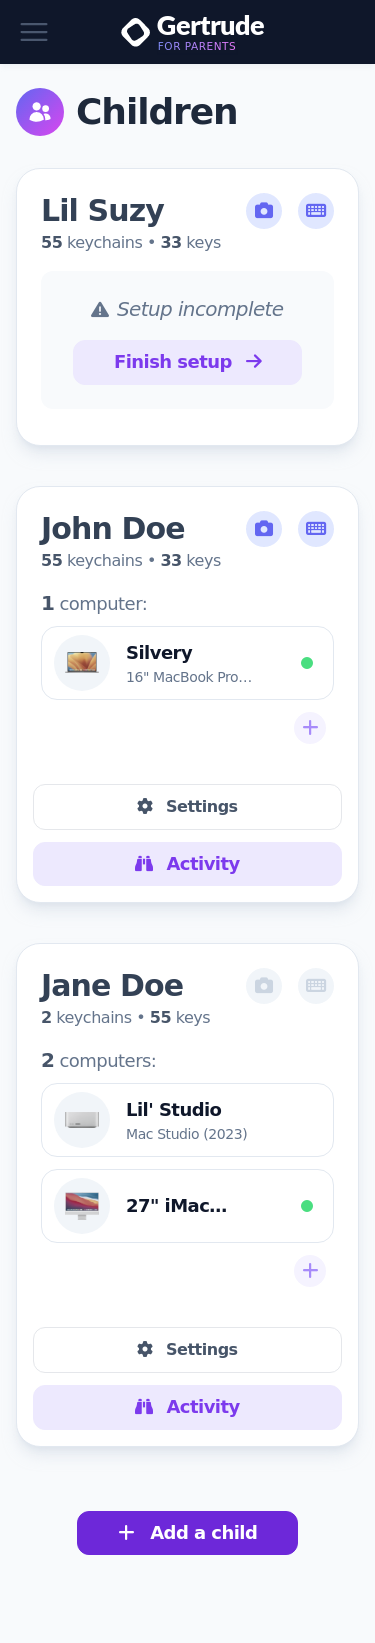 Gertrude
FOR PARENTS
Children
Lil Suzy
55 keychains • 33 keys
Setup incomplete
Finish setup
John Doe
55 keychains • 33 keys
1 computer:
Silvery
16" MacBook Pro…
Settings
Activity
Jane Doe
2 keychains • 55 keys
2 computers:
Lil' Studio
Mac Studio (2023)
27" iMac…
Settings
Activity
Add a child